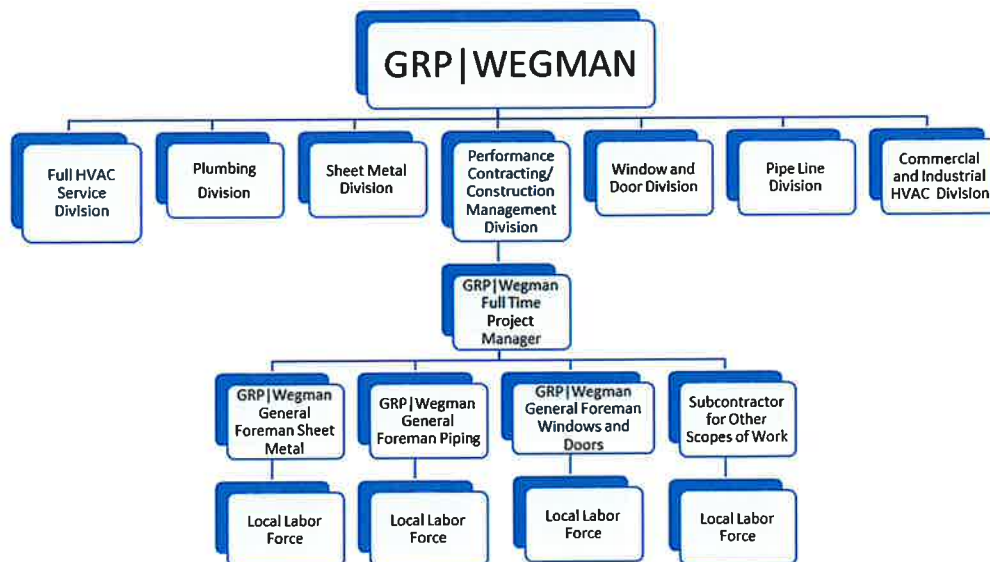 GRP|WEGMAN
Full HVAC
Service
Division
Plumbing
Division
Sheet Metal
Division
Performance
Contracting/
Construction
Management
Division
Window and
Door Division
Pipe Line
Division
Commercial
and Industrial
HVAC Division
GRP|Wegman
Full Time
Project
Manager
GRP|Wegman
General
Foreman Sheet
Metal
GRP|Wegman
General
Foreman Piping
GRP|Wegman
General Foreman
Windows and
Doors
Subcontractor
for Other
Scopes of Work
Local Labor
Force
Local Labor
Force
Local Labor
Force
Local Labor
Force